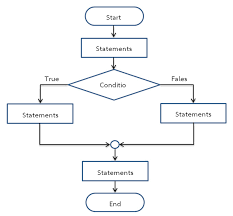 Start
Statements
True
Fales
Conditio
Statements
Statements
Statements
End